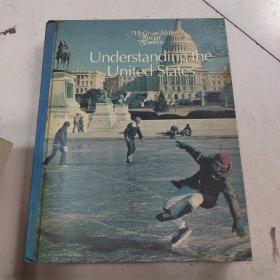 McGraw-Hill
Social
Studies
Understanding the
United States